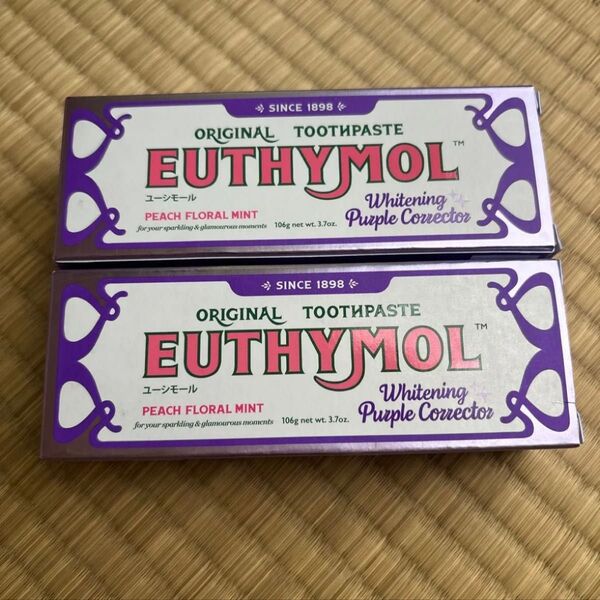 SINCE 1898
ORIGINAL TOOTHPASTE
EUTHYMOL™
ユーシモール
Whitening
Purple Corrector
PEACH FLORAL MINT
for your sparkling & glamourous moments
106g net wt. 3.7oz.
SINCE 1898
ORIGINAL TOOTHPASTE
EUTHYMOL™
ユーシモール
Whitening
Purple Corrector
PEACH FLORAL MINT
for your sparkling & glamourous moments
106g net wt. 3.7oz.